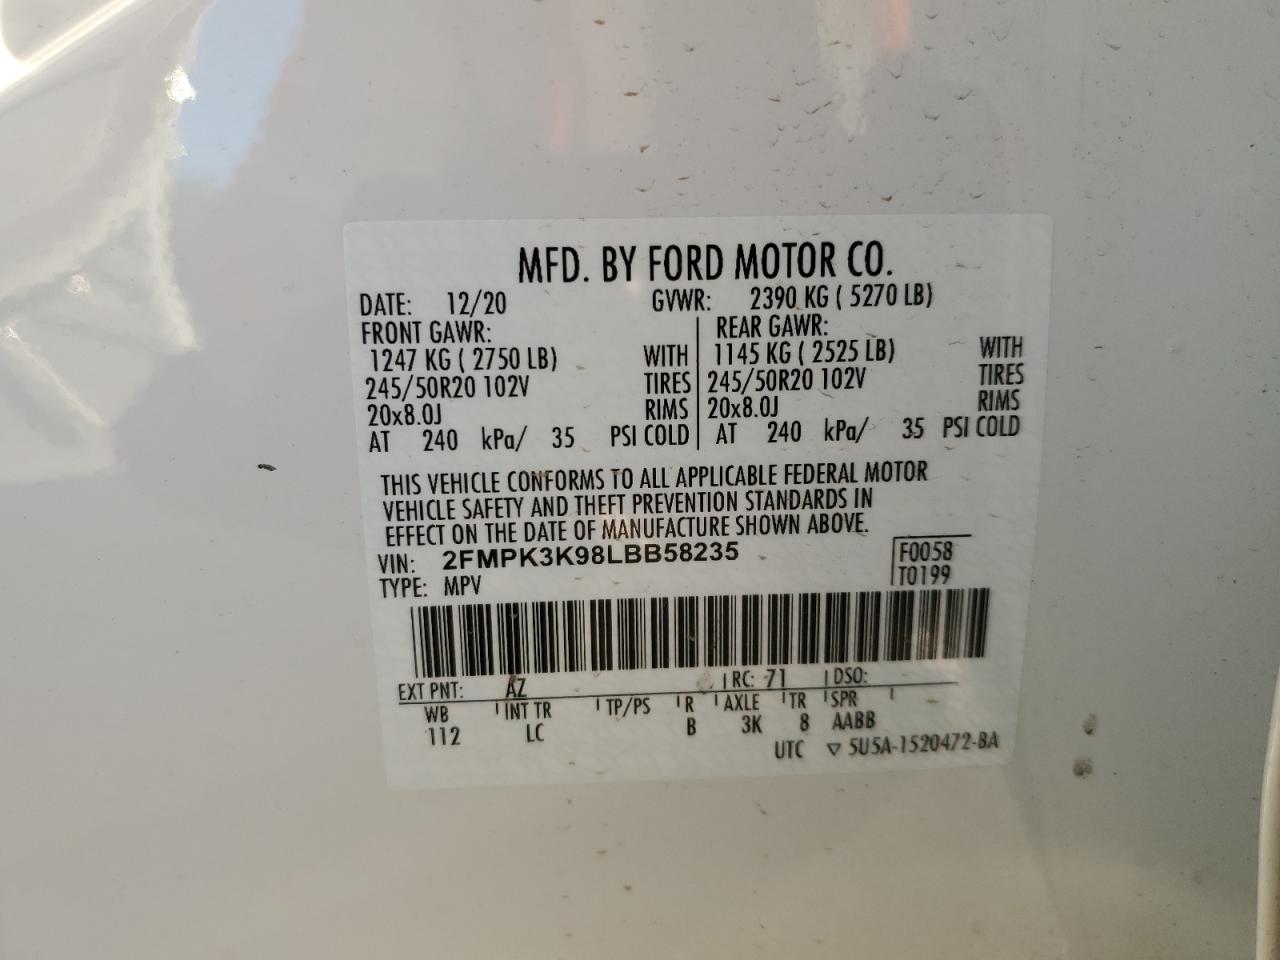 MFD. BY FORD MOTOR CO.
DATE: 12/20 GVWR: 2390 KG ( 5270 LB)
FRONT GAWR: REAR GAWR:
1247 KG ( 2750 LB) WITH 1145 KG ( 2525 LB) WITH
245/50R20 102V TIRES 245/50R20 102V TIRES
20x8.0J RIMS 20x8.0J RIMS
AT 240 kPa/ 35 PSI COLD AT 240 kPa/ 35 PSI COLD
THIS VEHICLE CONFORMS TO ALL APPLICABLE FEDERAL MOTOR
VEHICLE SAFETY AND THEFT PREVENTION STANDARDS IN
EFFECT ON THE DATE OF MANUFACTURE SHOWN ABOVE.
VIN: 2FMPK3K98LBB58235 F0058
TYPE: MPV T0199
EXT PNT: AZ RC: 71 DSO:
WB INT TR TP/PS R AXLE TR SPR
112 LC B 3K 8 AABB
UTC ▽ 5U5A-1520472-BA